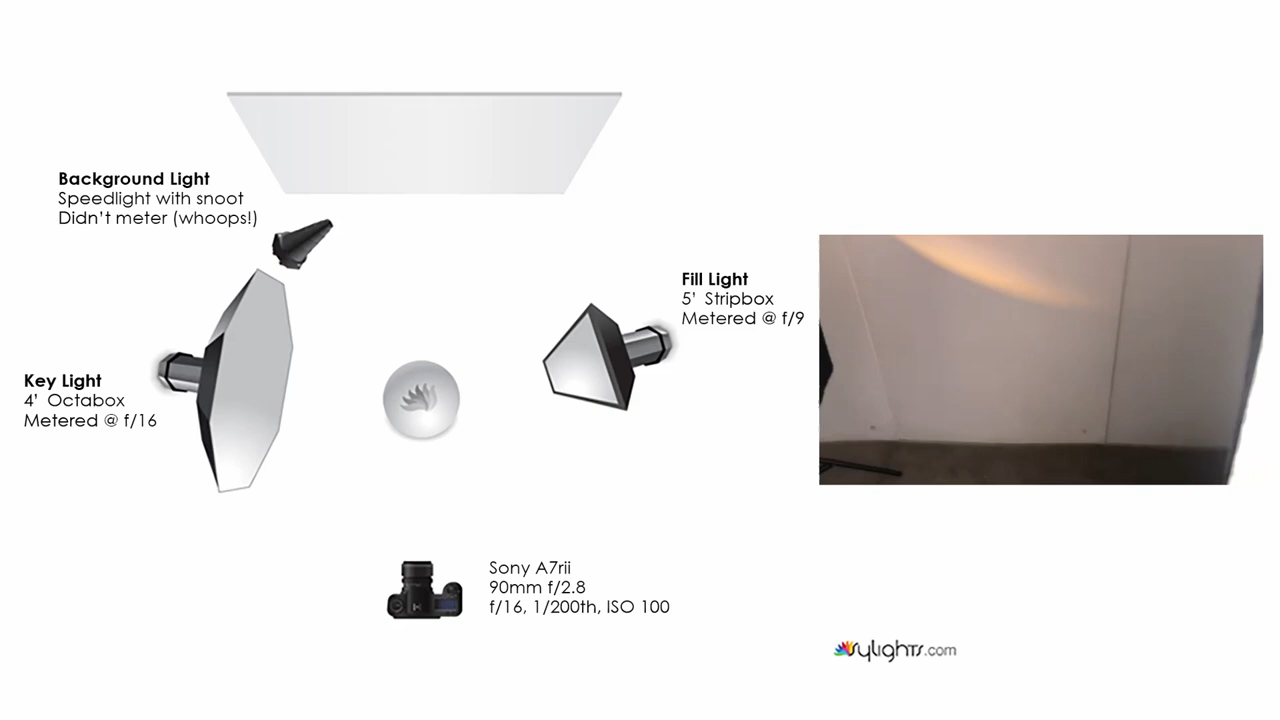 Background Light
Speedlight with snoot
Didn't meter (whoops!)
Fill Light
5' Stripbox
Metered @ f/9
Key Light
4' Octabox
Metered @ f/16
Sony A7rii
90mm f/2.8
f/16, 1/200th, ISO 100
sylights.com